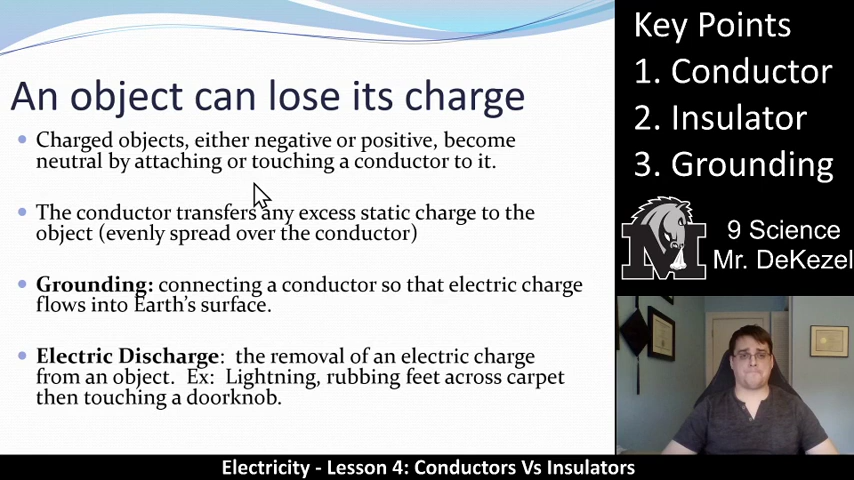 An object can lose its charge
Charged objects, either negative or positive, become
neutral by attaching or touching a conductor to it.
The conductor transfers any excess static charge to the
object (evenly spread over the conductor)
Grounding: connecting a conductor so that electric charge
flows into Earth's surface.
Electric Discharge:  the removal of an electric charge
from an object.  Ex:  Lightning, rubbing feet across carpet
then touching a doorknob.
Key Points
1. Conductor
2. Insulator
3. Grounding
M
9 Science
Mr. DeKezel
Electricity - Lesson 4: Conductors Vs Insulators